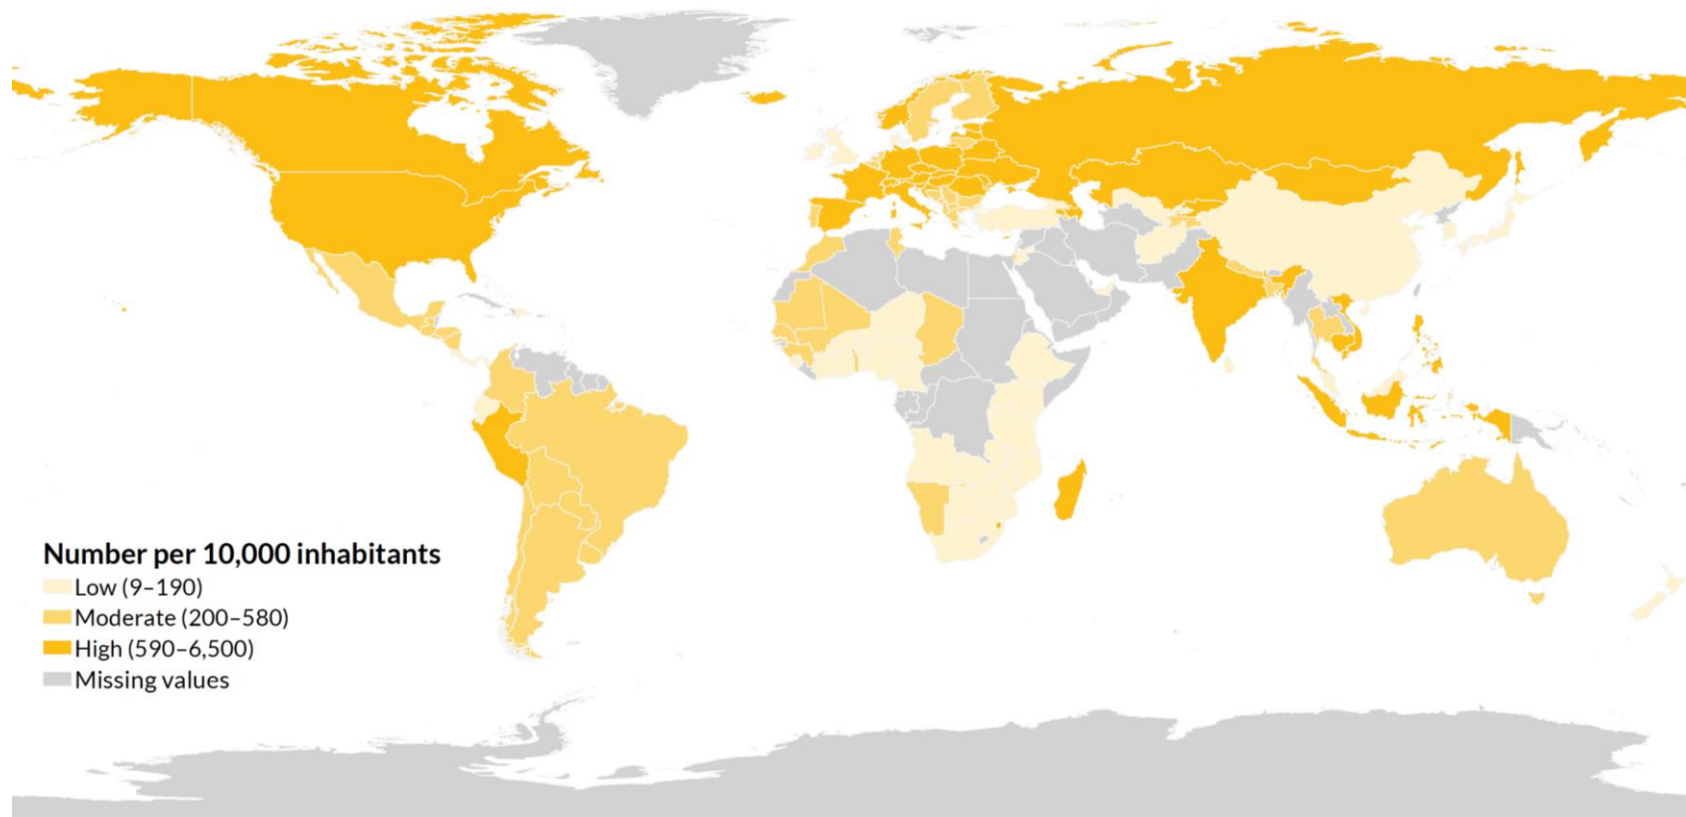 Number per 10,000 inhabitants
Low (9–190)
Moderate (200–580)
High (590–6,500)
Missing values